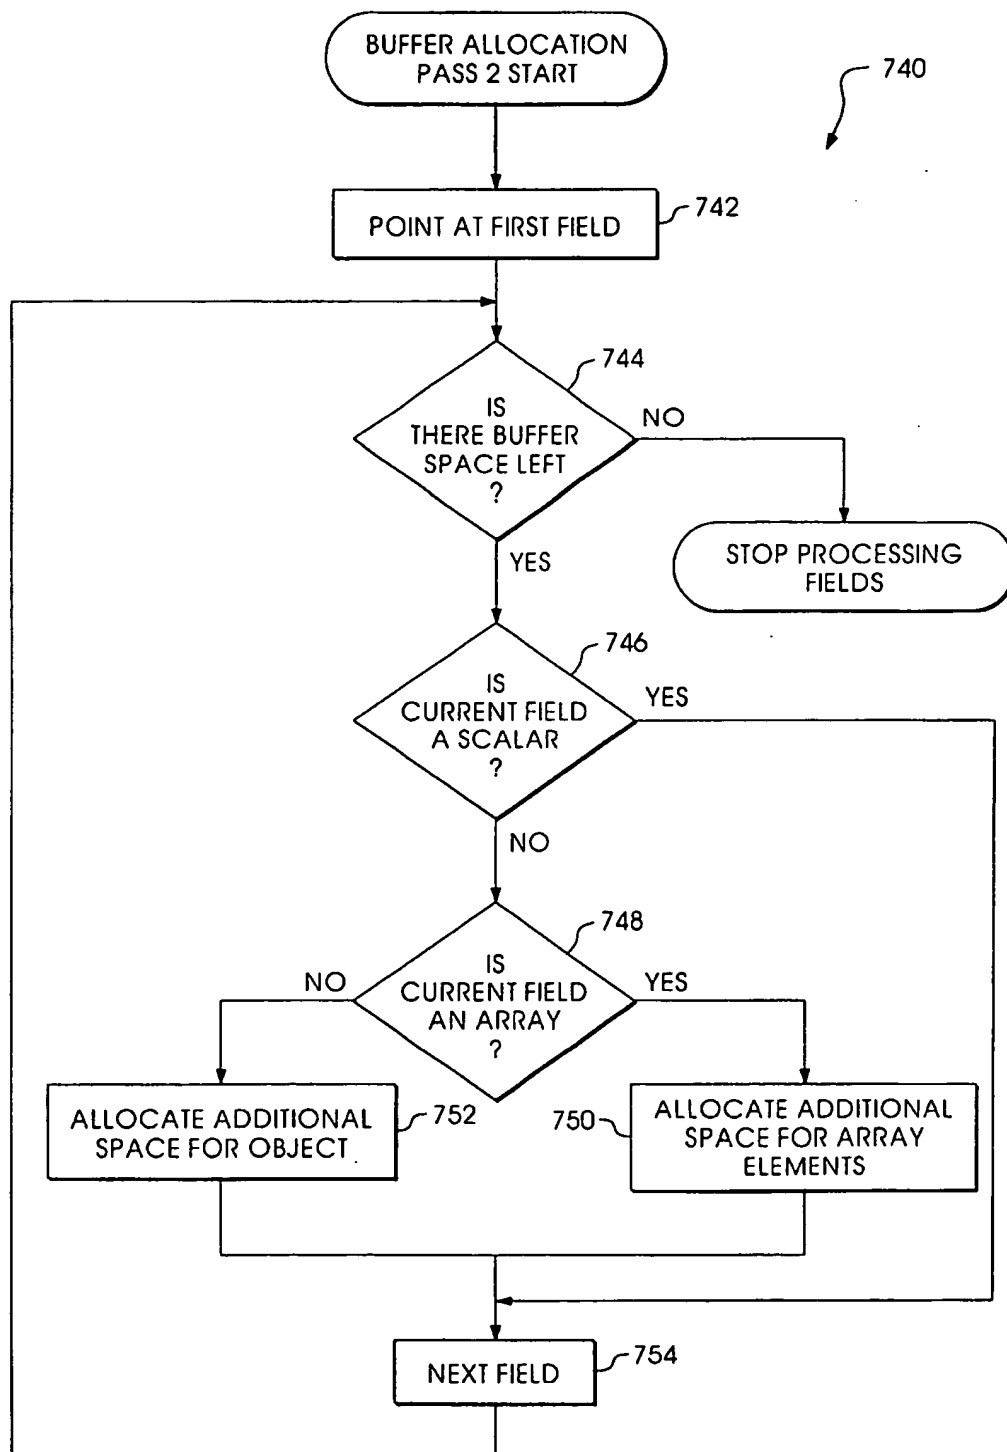 BUFFER ALLOCATION
PASS 2 START
740
POINT AT FIRST FIELD
742
744
IS
THERE BUFFER
SPACE LEFT
?
NO
STOP PROCESSING
FIELDS
YES
746
IS
CURRENT FIELD
A SCALAR
?
YES
NO
748
IS
CURRENT FIELD
AN ARRAY
?
NO
YES
ALLOCATE ADDITIONAL
SPACE FOR OBJECT
752
750
ALLOCATE ADDITIONAL
SPACE FOR ARRAY
ELEMENTS
NEXT FIELD
754